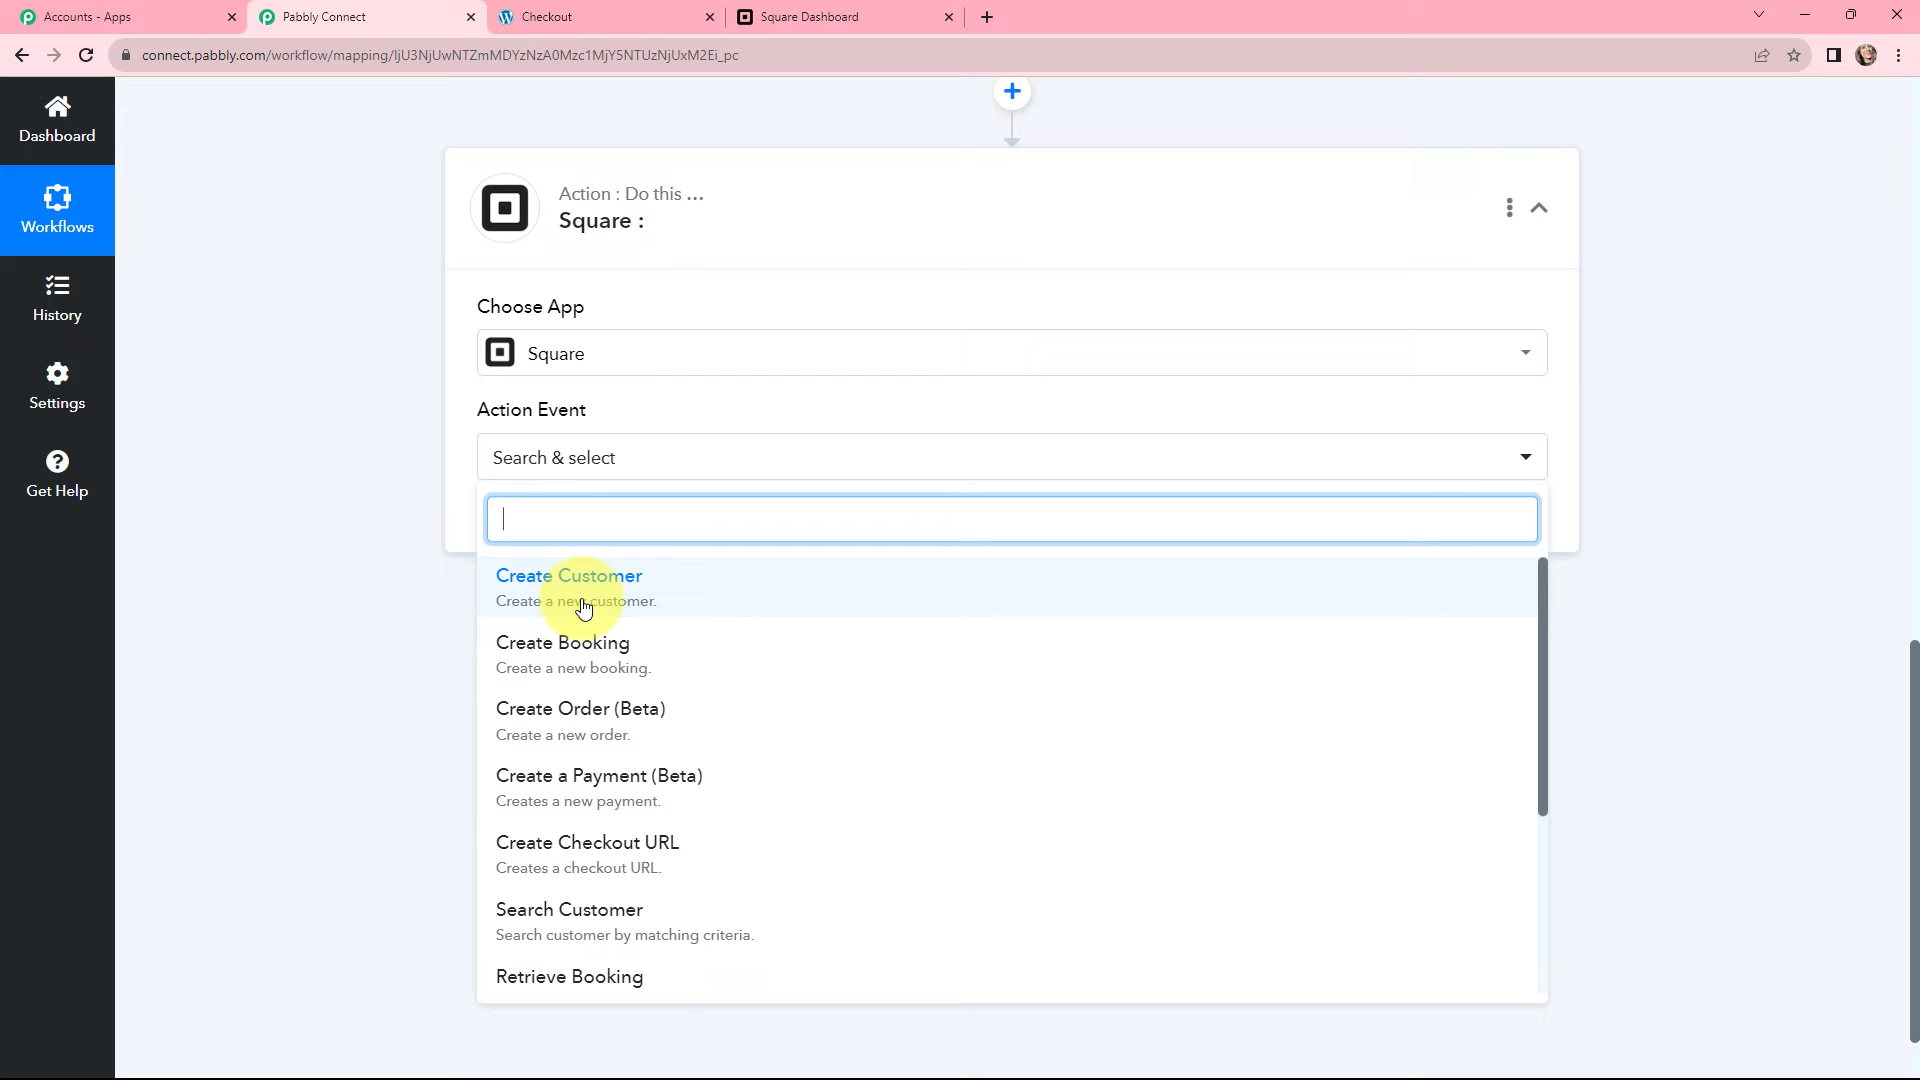 Accounts - Apps
Pabbly Connect
Checkout
Square Dashboard
connect.pabbly.com/workflow/mapping/IjU3NjUwNTZmMDYzNzA0Mzc1MjY5NTUzNjUxM2Ei_pc
Dashboard
Workflows
History
Settings
Get Help
Action : Do this ...
Square :
Choose App
Square
Action Event
Search & select
Create Customer
Create a new customer.
Create Booking
Create a new booking.
Create Order (Beta)
Create a new order.
Create a Payment (Beta)
Creates a new payment.
Create Checkout URL
Creates a checkout URL.
Search Customer
Search customer by matching criteria.
Retrieve Booking